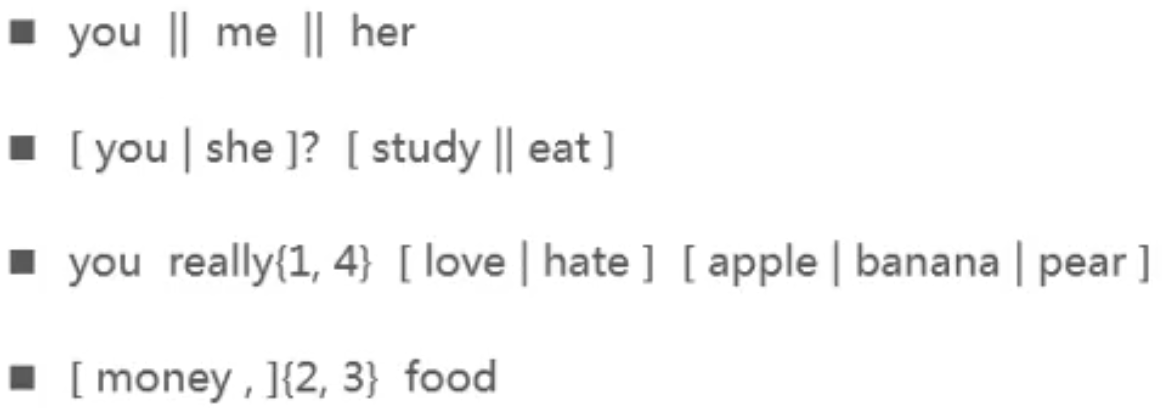 ■ you || me || her
■ [ you | she ]? [ study || eat ]
■ you really{1, 4} [ love | hate ] [ apple | banana | pear ]
■ [ money , ]{2, 3} food